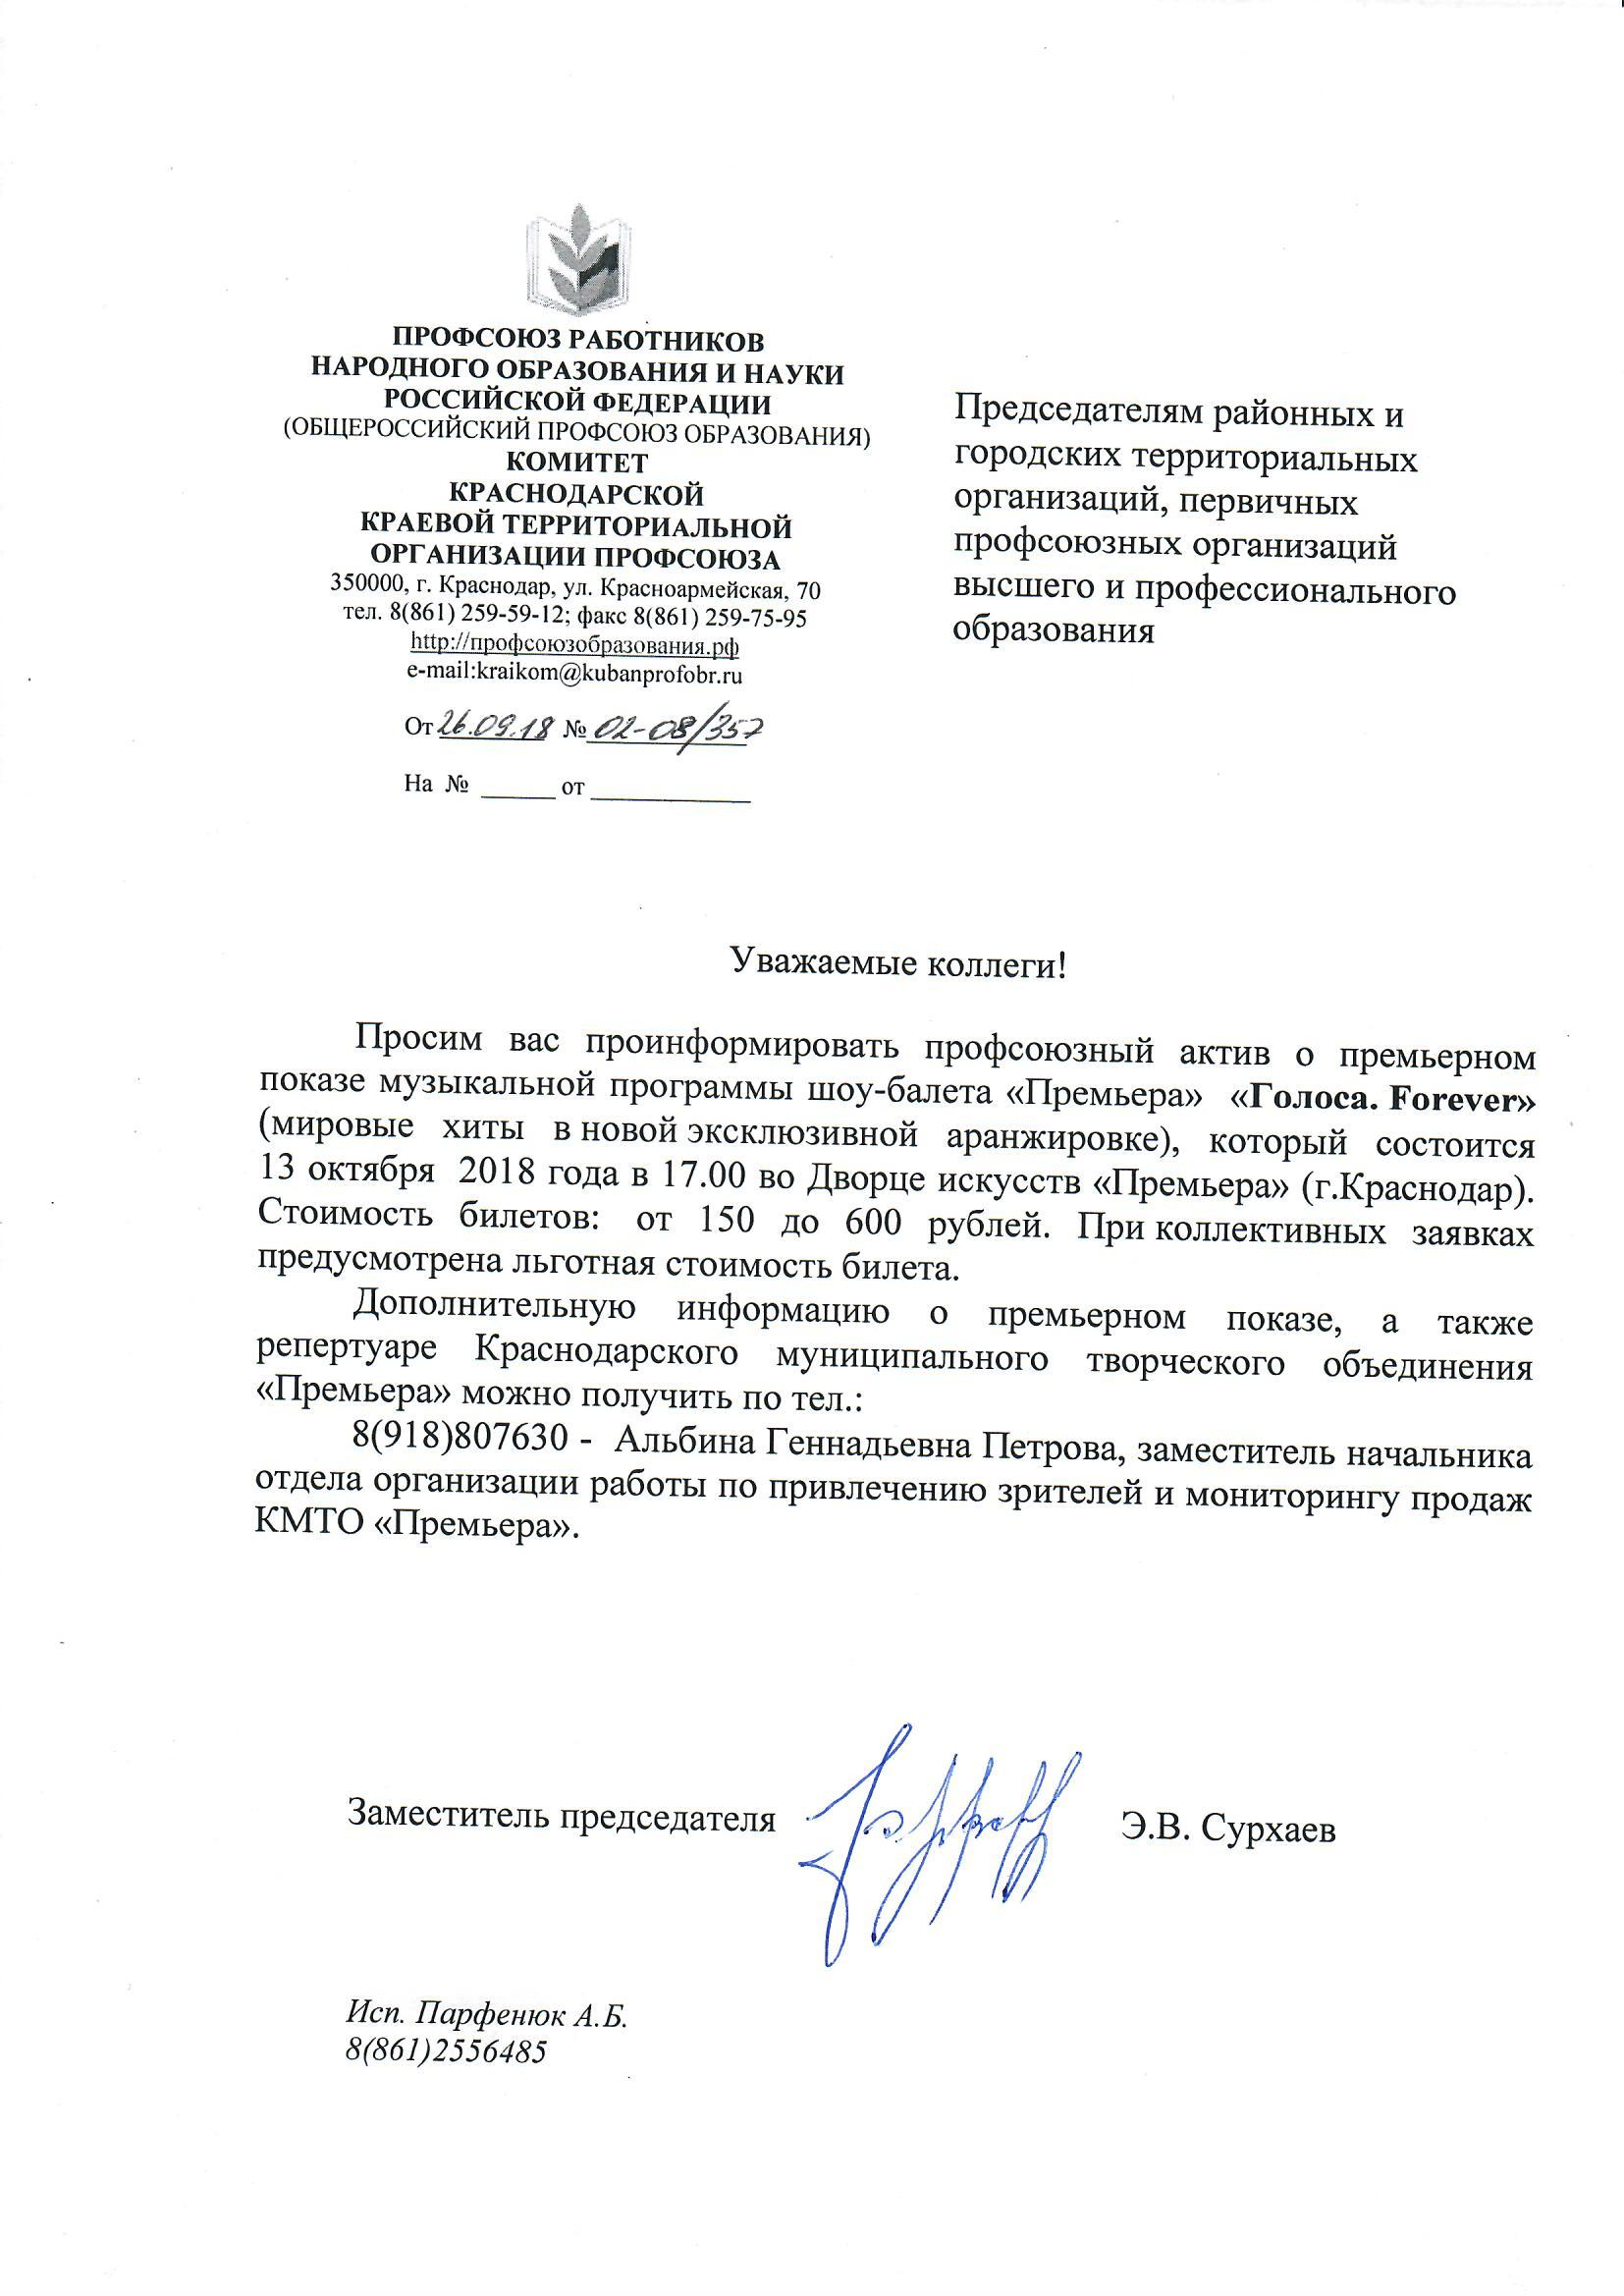 ПРОФСОЮЗ РАБОТНИКОВ
НАРОДНОГО ОБРАЗОВАНИЯ И НАУКИ
РОССИЙСКОЙ ФЕДЕРАЦИИ
(ОБЩЕРОССИЙСКИЙ ПРОФСОЮЗ ОБРАЗОВАНИЯ)
КОМИТЕТ
КРАСНОДАРСКОЙ
КРАЕВОЙ ТЕРРИТОРИАЛЬНОЙ
ОРГАНИЗАЦИИ ПРОФСОЮЗА
350000, г. Краснодар, ул. Красноармейская, 70
тел. 8(861) 259-59-12; факс 8(861) 259-75-95
http://профсоюзобразования.рф
e-mail:kraikom@kubanprofobr.ru
От 26.09.18 № 02-08/357
На № ______ от _____________
Председателям районных и
городских территориальных
организаций, первичных
профсоюзных организаций
высшего и профессионального
образования
Уважаемые коллеги!
Просим вас проинформировать профсоюзный актив о премьерном
показе музыкальной программы шоу-балета «Премьера» «Голоса. Forever»
(мировые хиты в новой эксклюзивной аранжировке), который состоится
13 октября 2018 года в 17.00 во Дворце искусств «Премьера» (г.Краснодар).
Стоимость билетов: от 150 до 600 рублей. При коллективных заявках
предусмотрена льготная стоимость билета.
Дополнительную информацию о премьерном показе, а также
репертуаре Краснодарского муниципального творческого объединения
«Премьера» можно получить по тел.:
8(918)807630 - Альбина Геннадьевна Петрова, заместитель начальника
отдела организации работы по привлечению зрителей и мониторингу продаж
КМТО «Премьера».
Заместитель председателя Э.В. Сурхаев
Исп. Парфенюк А.Б.
8(861)2556485